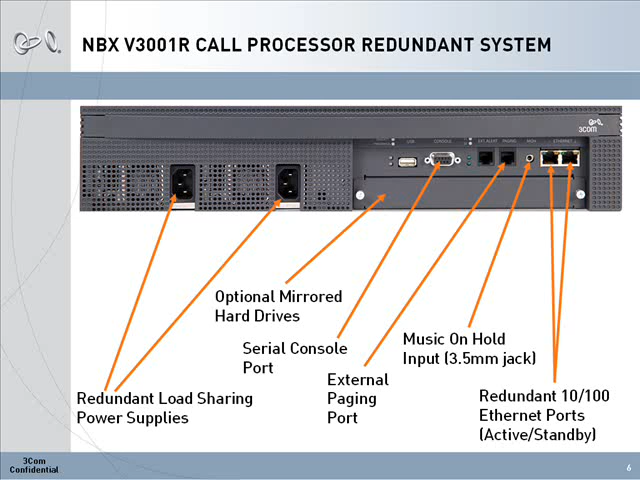 NBX V3001R CALL PROCESSOR REDUNDANT SYSTEM
3COM
USB
CONSOLE
EXT. ALERT
PAGING
MOH
ETHERNET
Optional Mirrored
Hard Drives
Serial Console
Port
External
Paging
Port
Music On Hold
Input (3.5mm jack)
Redundant Load Sharing
Power Supplies
Redundant 10/100
Ethernet Ports
(Active/Standby)
3Com
Confidential
6